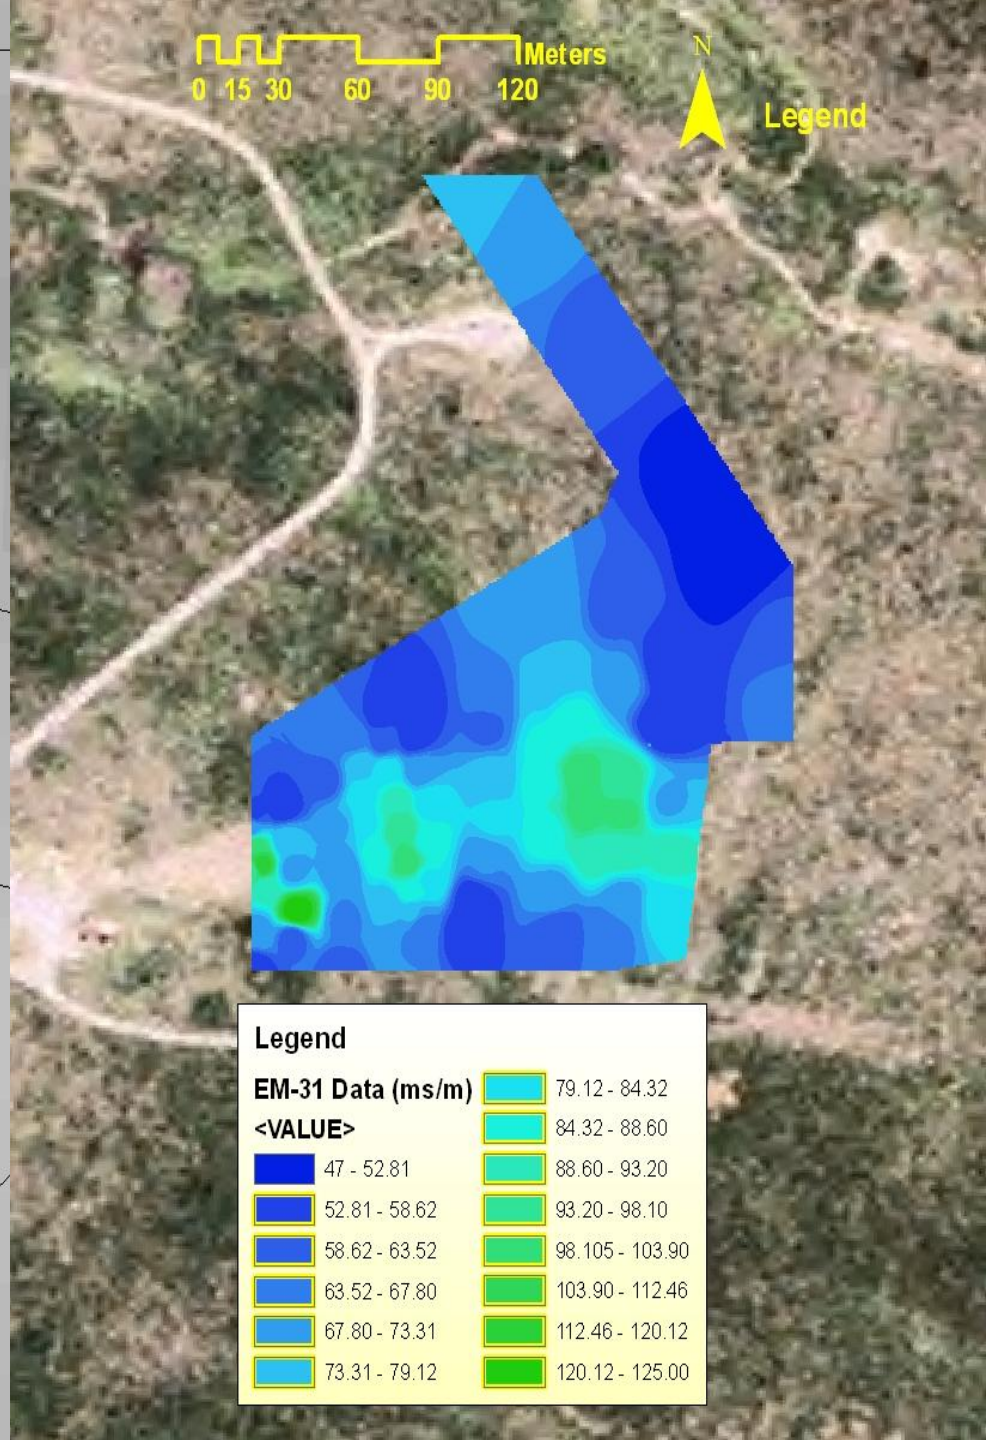 Meters
0 15 30 60 90 120
N
Legend
Legend
EM-31 Data (ms/m)
<VALUE>
47 - 52.81
52.81 - 58.62
58.62 - 63.52
63.52 - 67.80
67.80 - 73.31
73.31 - 79.12
79.12 - 84.32
84.32 - 88.60
88.60 - 93.20
93.20 - 98.10
98.105 - 103.90
103.90 - 112.46
112.46 - 120.12
120.12 - 125.00